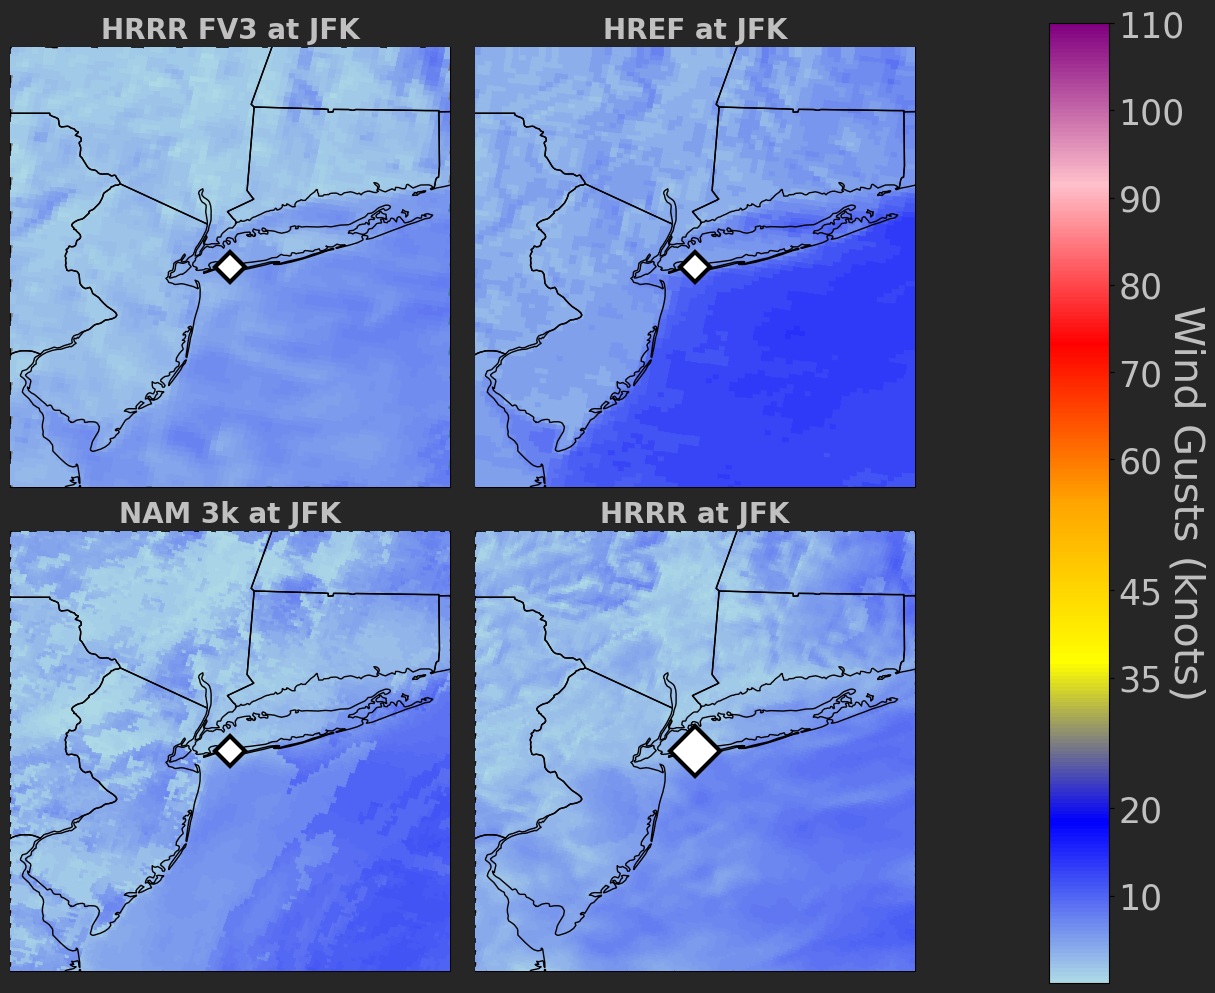 HRRR FV3 at JFK
HREF at JFK
NAM 3k at JFK
HRRR at JFK
110
100
90
80
70
60
45
35
20
10
Wind Gusts (knots)